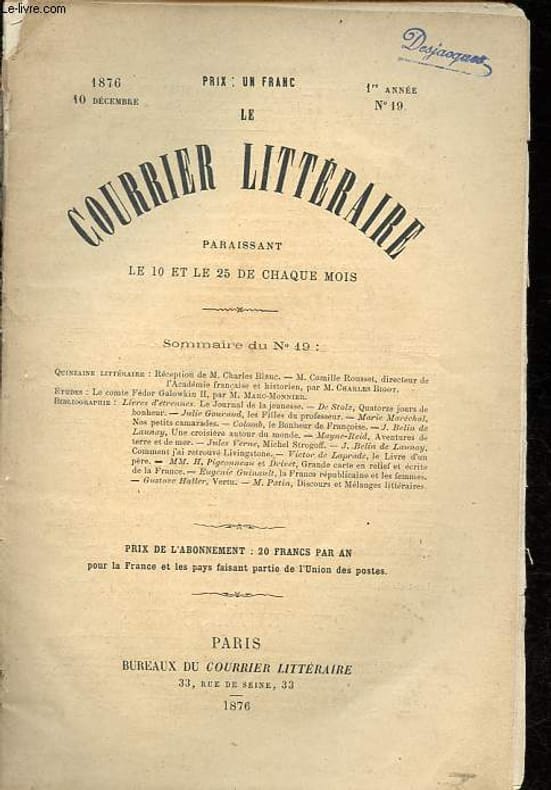 Le-livre.com
Desjacques
1876
10 DÉCEMBRE
PRIX : UN FRANC
1re ANNÉE
No 19
LE
COURRIER LITTÉRAIRE
PARAISSANT
LE 10 ET LE 25 DE CHAQUE MOIS
Sommaire du No 19 :
QUINZAINE LITTÉRAIRE : Réception de M. Charles Blanc. — M. Camille Rousset, directeur de
l'Académie française et historien, par M. CHARLES BIGOT.
ÉTUDES : Le comte Fédor Galowkin II, par M. MARC-MONNIER.
BIBLIOGRAPHIE : Livres d'étrennes. Le Journal de la jeunesse. — De Stolz, Quatorze jours de
bonheur. — Julie Gouraud, les Filles du professeur. — Marie Maréchal,
Nos petits camarades. — Colomb, le Bonheur de Françoise. — J. Belin de
Launay, Une croisière autour du monde. — Mayne-Reid, Aventures de
terre et de mer. — Jules Verne, Michel Strogoff. — J. Belin de Launay,
Comment j'ai retrouvé Livingstone. — Victor de Laprade, le Livre d'un
père. — MM. H. Pigeonneau et Drivet, Grande carte en relief et écrite
de la France. — Eugénie Guinault, la France républicaine et les femmes.
— Gustave Haller, Vertu. — M. Patin, Discours et Mélanges littéraires.
PRIX DE L'ABONNEMENT : 20 FRANCS PAR AN
pour la France et les pays faisant partie de l'Union des postes.
PARIS
BUREAUX DU COURRIER LITTÉRAIRE
33, RUE DE SEINE, 33
1876